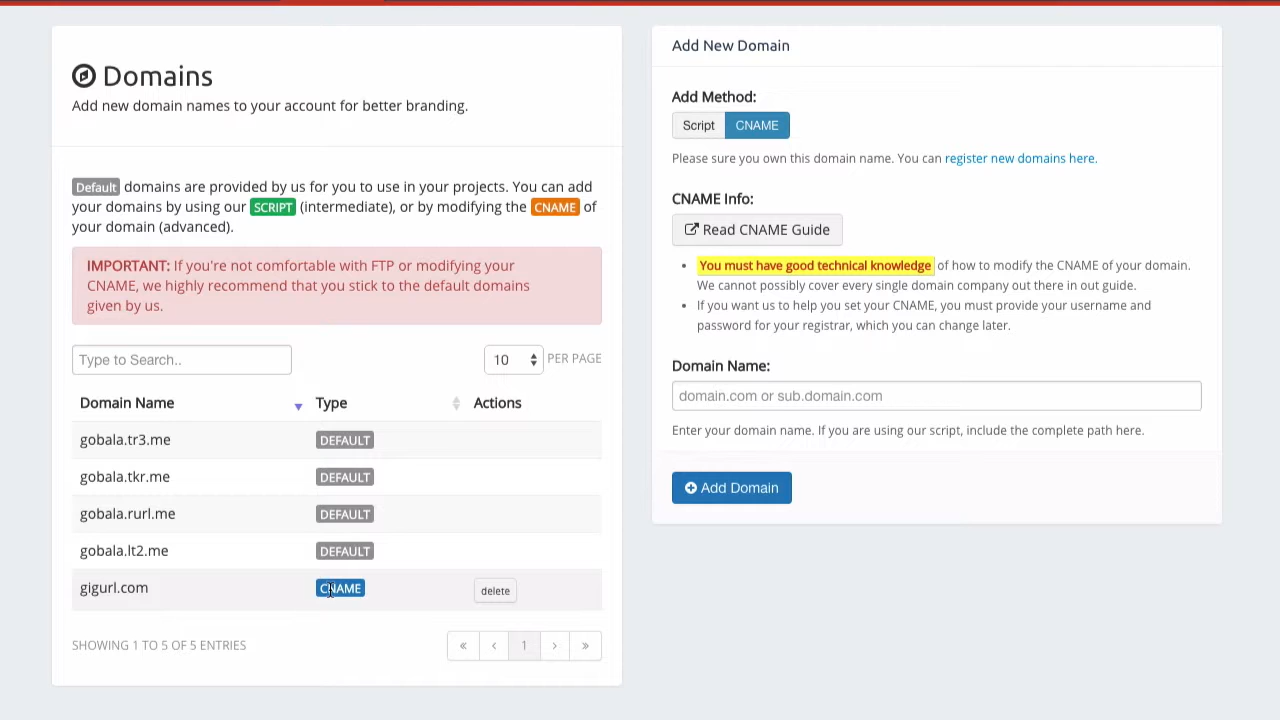 Domains
Add new domain names to your account for better branding.
Default domains are provided by us for you to use in your projects. You can add
your domains by using our SCRIPT (intermediate), or by modifying the CNAME of
your domain (advanced).
IMPORTANT: If you're not comfortable with FTP or modifying your
CNAME, we highly recommend that you stick to the default domains
given by us.
Type to Search..
10 PER PAGE
Domain Name Type Actions
gobala.tr3.me DEFAULT
gobala.tkr.me DEFAULT
gobala.rurl.me DEFAULT
gobala.lt2.me DEFAULT
gigurl.com CNAME delete
SHOWING 1 TO 5 OF 5 ENTRIES
« ‹ 1 › »
Add New Domain
Add Method:
Script CNAME
Please sure you own this domain name. You can register new domains here.
CNAME Info:
Read CNAME Guide
• You must have good technical knowledge of how to modify the CNAME of your domain.
We cannot possibly cover every single domain company out there in out guide.
• If you want us to help you set your CNAME, you must provide your username and
password for your registrar, which you can change later.
Domain Name:
domain.com or sub.domain.com
Enter your domain name. If you are using our script, include the complete path here.
Add Domain